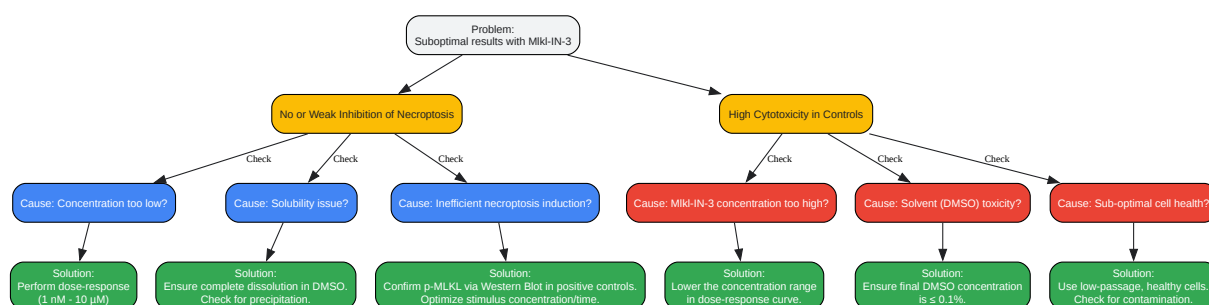 Problem:
Suboptimal results with Mlkl-IN-3
No or Weak Inhibition of Necroptosis
High Cytotoxicity in Controls
Check
Check
Check
Check
Check
Check
Cause: Concentration too low?
Cause: Solubility issue?
Cause: Inefficient necroptosis induction?
Cause: Mlkl-IN-3 concentration too high?
Cause: Solvent (DMSO) toxicity?
Cause: Sub-optimal cell health?
Solution:
Perform dose-response
(1 nM - 10 µM)
Solution:
Ensure complete dissolution in DMSO.
Check for precipitation.
Solution:
Confirm p-MLKL via Western Blot in positive controls.
Optimize stimulus concentration/time.
Solution:
Lower the concentration range
in dose-response curve.
Solution:
Ensure final DMSO concentration
is ≤ 0.1%.
Solution:
Use low-passage, healthy cells.
Check for contamination.